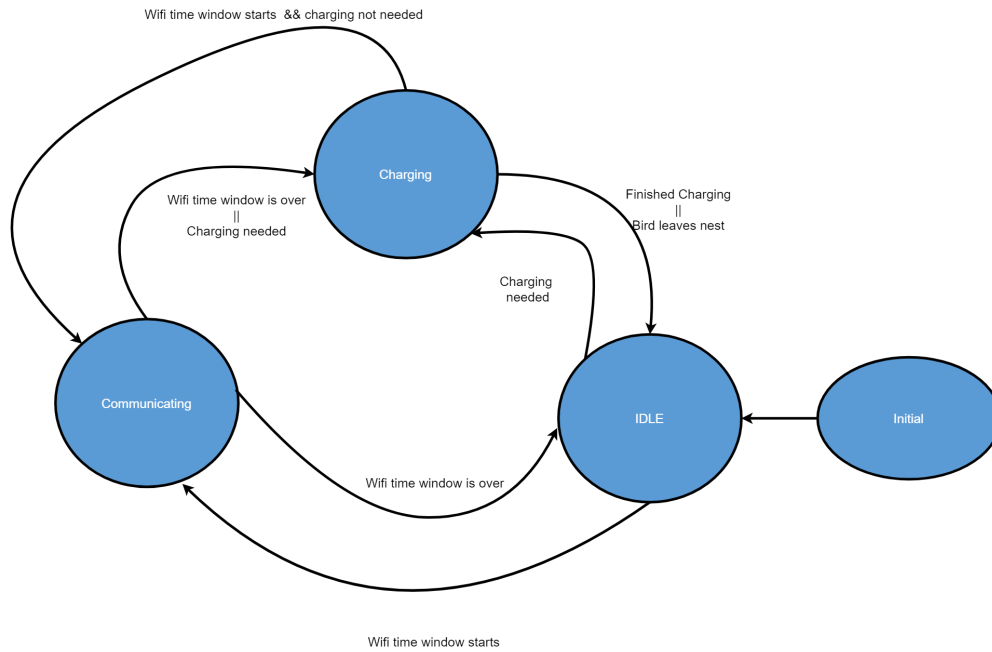 Wifi time window starts  && charging not needed
Charging
Wifi time window is over
||
Charging needed
Finished Charging
||
Bird leaves nest
Charging
needed
Communicating
IDLE
Initial
Wifi time window is over
Wifi time window starts